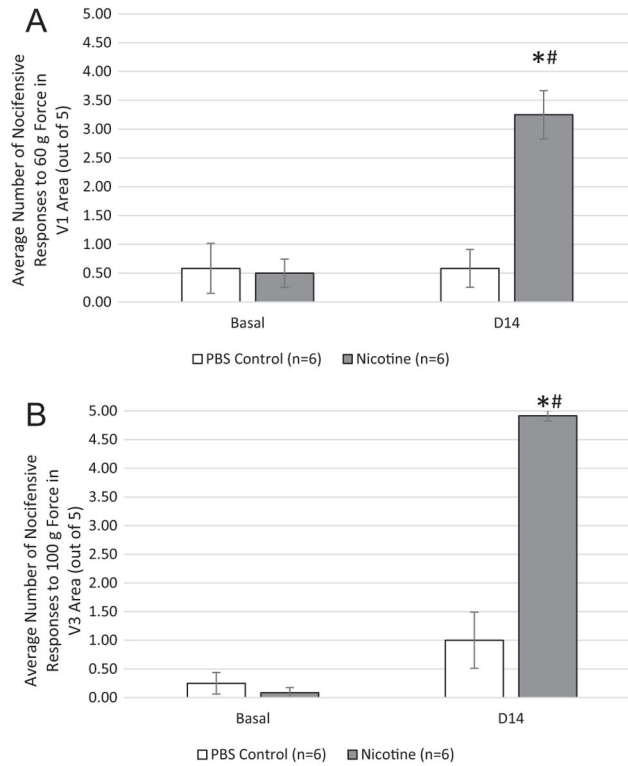 A
Average Number of Nocifensive
Responses to 60 g Force in
V1 Area (out of 5)
5.00
4.50
4.00
3.50
3.00
2.50
2.00
1.50
1.00
0.50
0.00
*#
Basal
D14
PBS Control (n=6)
Nicotine (n=6)
B
Average Number of Nocifensive
Responses to 100 g Force in
V3 Area (out of 5)
5.00
4.50
4.00
3.50
3.00
2.50
2.00
1.50
1.00
0.50
0.00
*#
Basal
D14
PBS Control (n=6)
Nicotine (n=6)